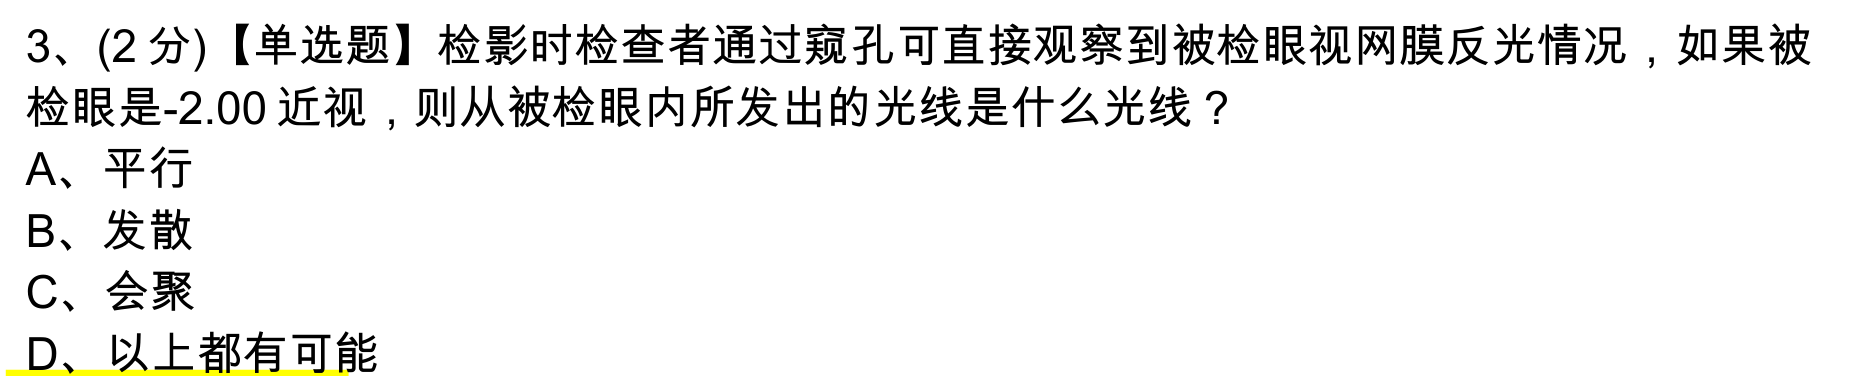 3、(2 分)【单选题】检影时检查者通过窥孔可直接观察到被检眼视网膜反光情况，如果被
检眼是-2.00 近视，则从被检眼内所发出的光线是什么光线？
A、平行
B、发散
C、会聚
D、以上都有可能